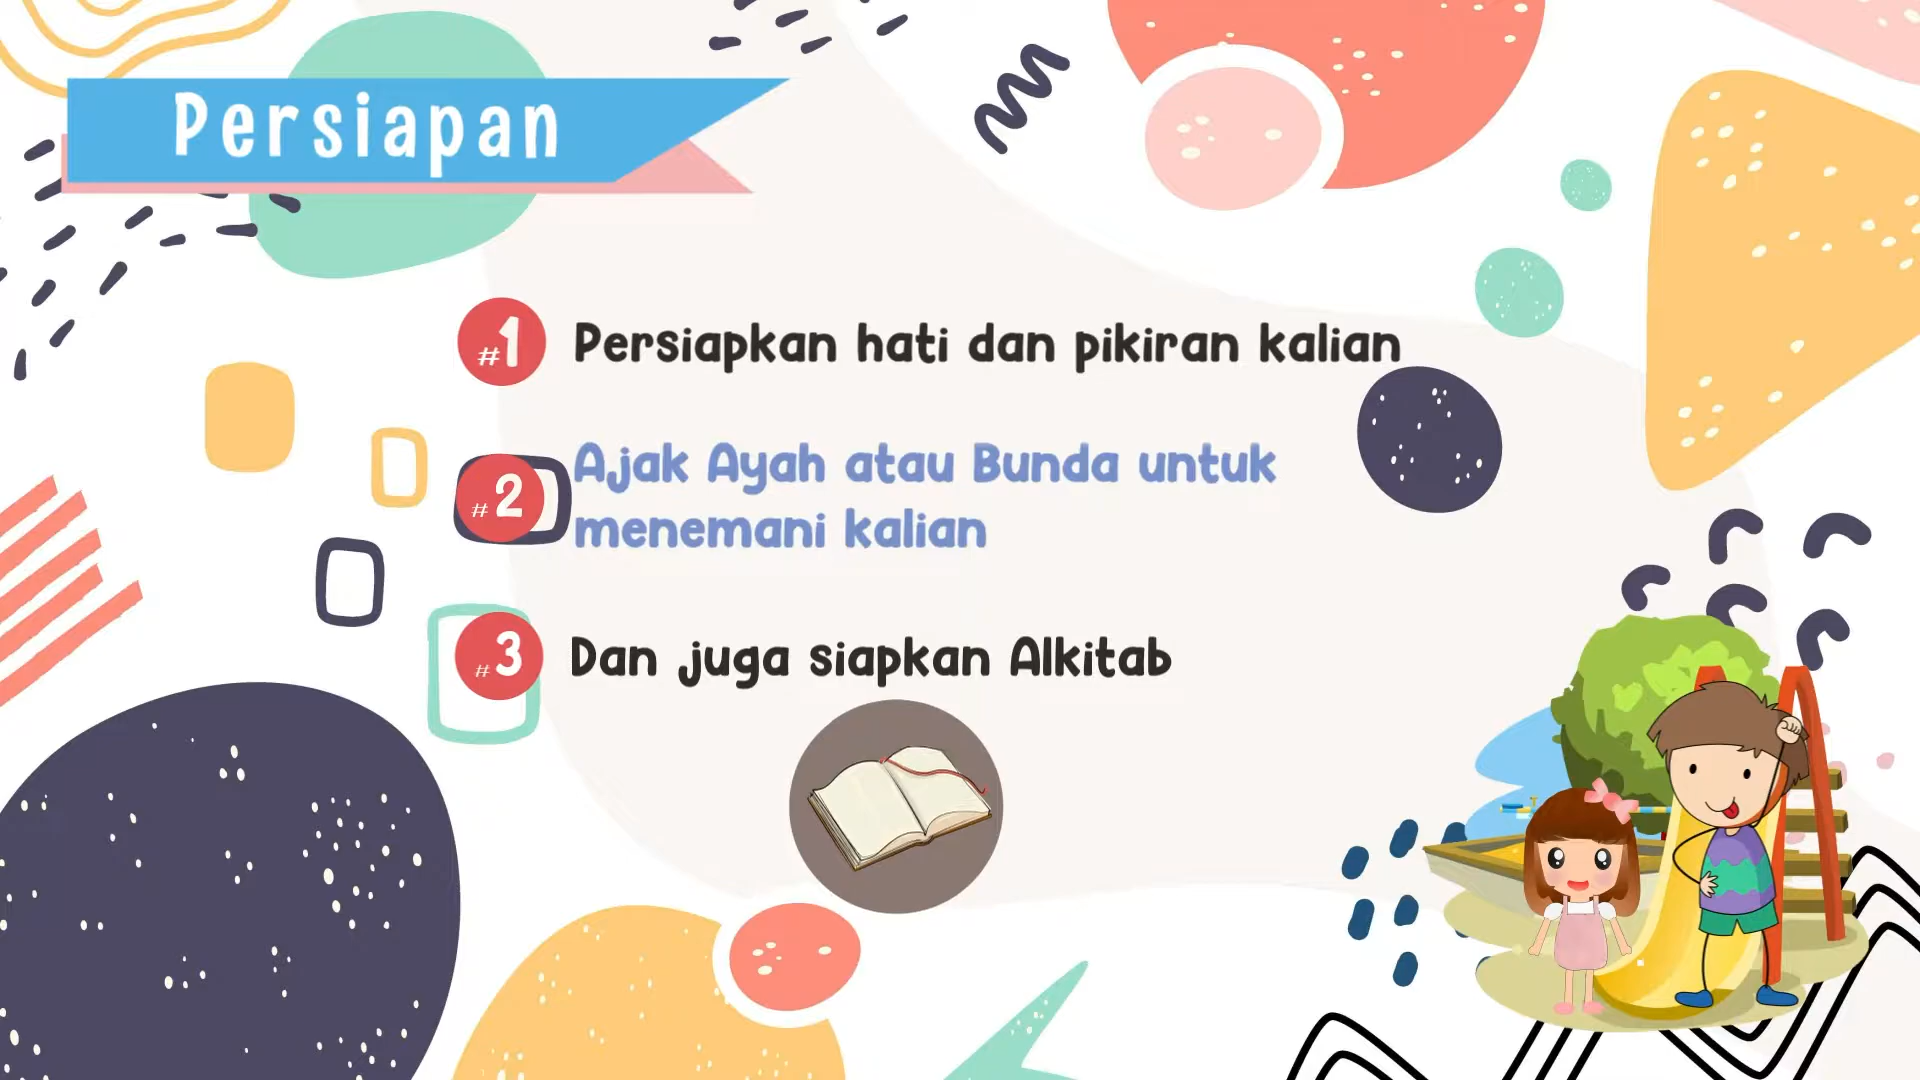 Persiapan
#1 Persiapkan hati dan pikiran kalian
#2 Ajak Ayah atau Bunda untuk
menemani kalian
#3 Dan juga siapkan Alkitab